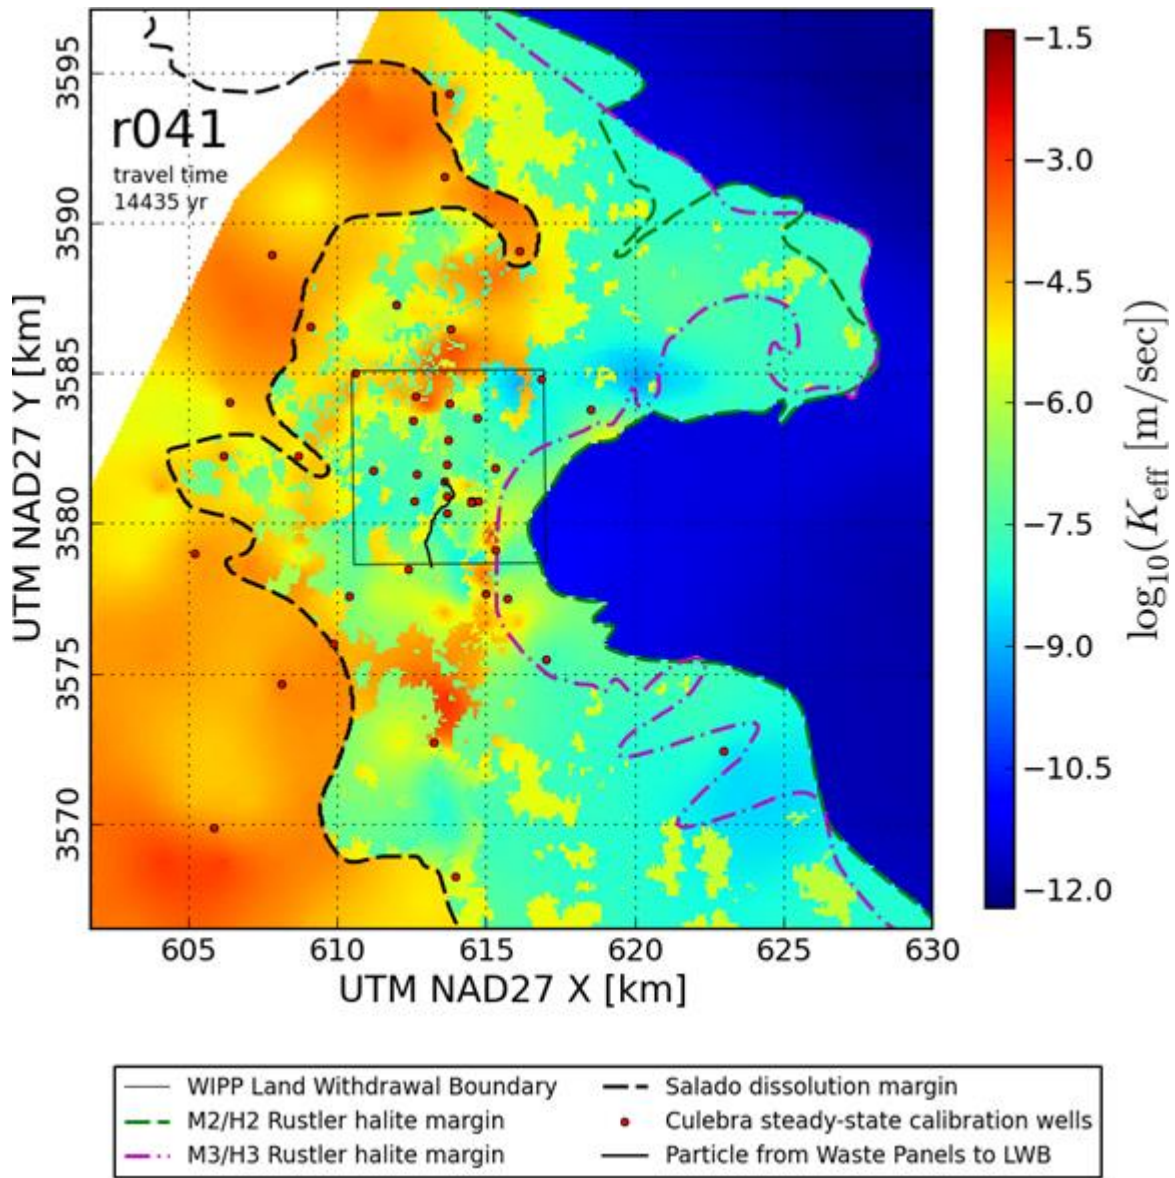 r041
travel time
14435 yr
UTM NAD27 Y [km]
3595
3590
3585
3580
3575
3570
605 610 615 620 625 630
UTM NAD27 X [km]
−1.5
−3.0
−4.5
−6.0
−7.5
−9.0
−10.5
−12.0
log₁₀(K_eff [m/sec])
WIPP Land Withdrawal Boundary
M2/H2 Rustler halite margin
M3/H3 Rustler halite margin
Salado dissolution margin
Culebra steady-state calibration wells
Particle from Waste Panels to LWB